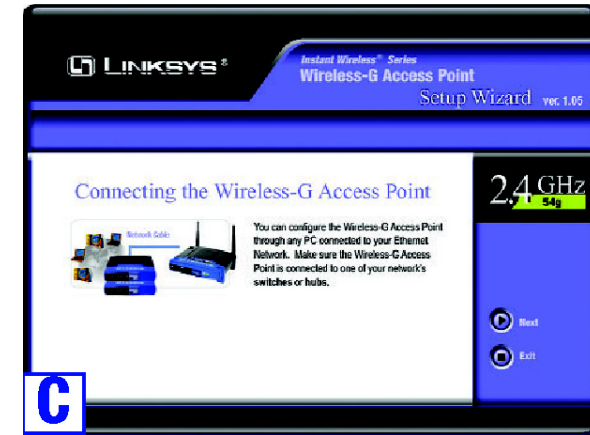 LINKSYS®
Instant Wireless® Series
Wireless-G Access Point
Setup Wizard ver. 1.05
Connecting the Wireless-G Access Point
2.4 GHz
54g
Network Cable
You can configure the Wireless-G Access Point
through any PC connected to your Ethernet
Network. Make sure the Wireless-G Access
Point is connected to one of your network's
switches or hubs.
Next
Exit
C